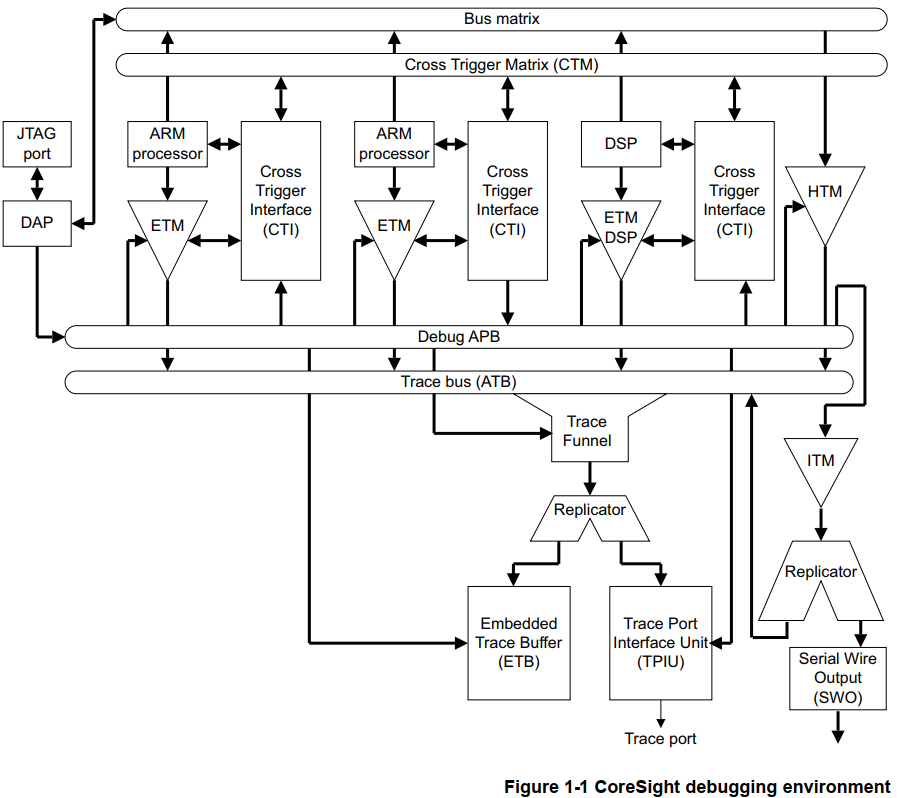 Bus matrix
Cross Trigger Matrix (CTM)
JTAG
port
DAP
ARM
processor
ETM
Cross
Trigger
Interface
(CTI)
ARM
processor
ETM
Cross
Trigger
Interface
(CTI)
DSP
ETM
DSP
Cross
Trigger
Interface
(CTI)
HTM
Debug APB
Trace bus (ATB)
Trace
Funnel
ITM
Replicator
Replicator
Embedded
Trace Buffer
(ETB)
Trace Port
Interface Unit
(TPIU)
Serial Wire
Output
(SWO)
Trace port
Figure 1-1 CoreSight debugging environment